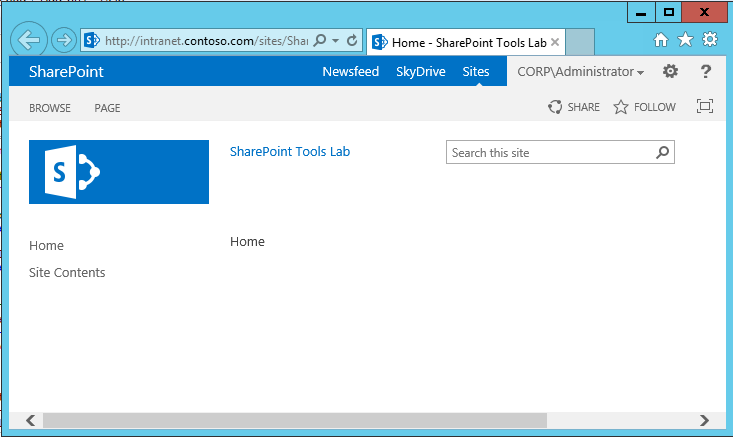 http://intranet.contoso.com/sites/Shar
Home - SharePoint Tools Lab
SharePoint
Newsfeed
SkyDrive
Sites
CORP\Administrator
?
BROWSE
PAGE
SHARE
FOLLOW
S
SharePoint Tools Lab
Search this site
Home
Site Contents
Home